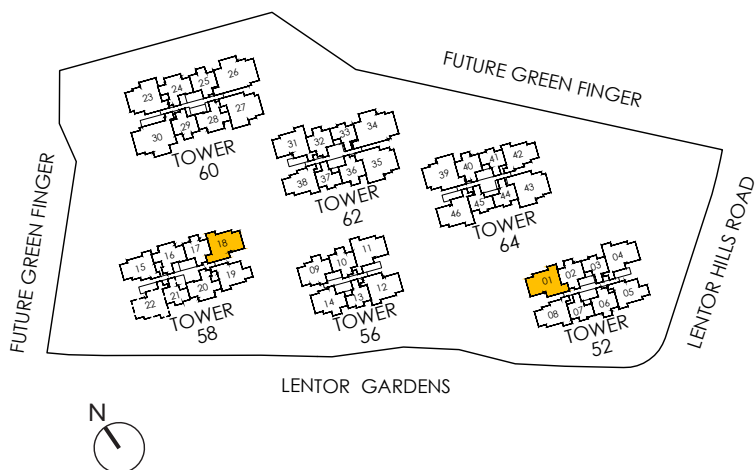 FUTURE GREEN FINGER
23 24 25 26
30 29 28 27
TOWER
60
31 32 33 34
38 37 36 35
TOWER
62
39 40 41 42
46 45 44 43
TOWER
64
FUTURE GREEN FINGER
15 16 17 18
22 21 20 19
TOWER
58
09 10 11
14 13 12
TOWER
56
01 02 03 04
08 07 06 05
TOWER
52
LENTOR HILLS ROAD
LENTOR GARDENS
N